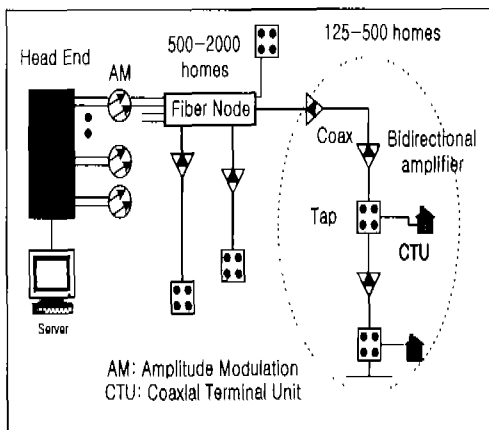 Head End
AM
500-2000
homes
125-500 homes
Fiber Node
Coax
Bidirectional
amplifier
Tap
CTU
Server
AM: Amplitude Modulation
CTU: Coaxial Terminal Unit